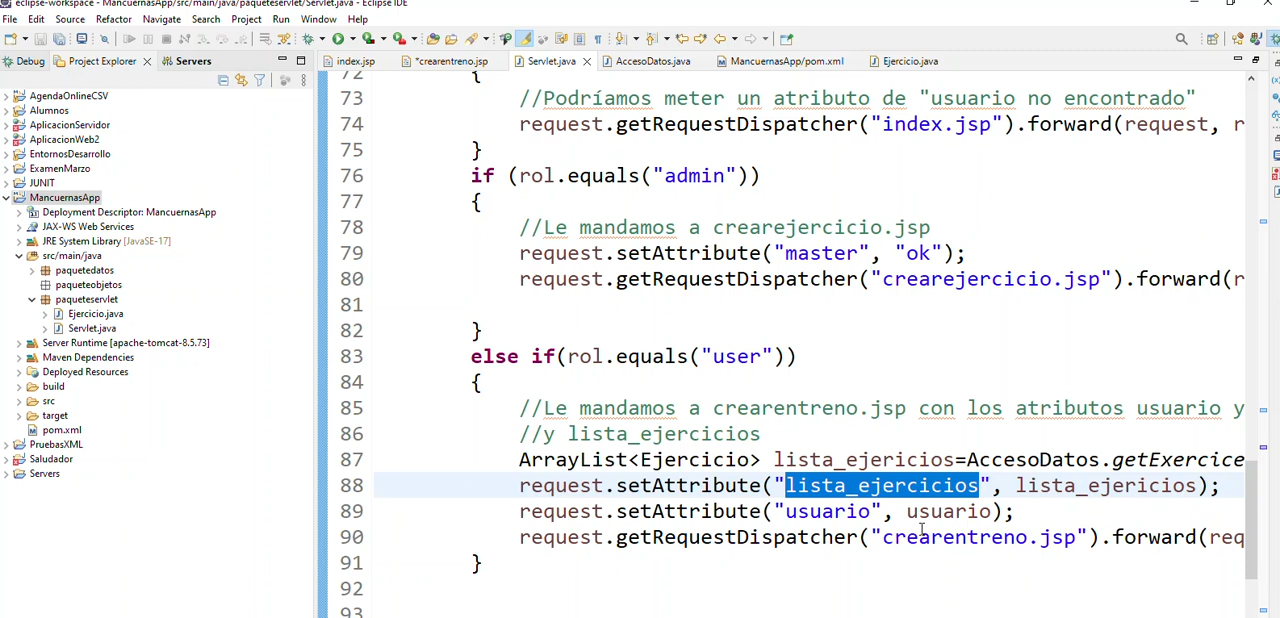 eclipse-workspace - MancuernasApp/src/main/java/paqueteservlet/Servlet.java - Eclipse IDE
File Edit Source Refactor Navigate Search Project Run Window Help
Debug Project Explorer Servers
index.jsp *crearentreno.jsp Servlet.java AccesoDatos.java MancuernasApp/pom.xml Ejercicio.java
AgendaOnlineCSV
Alumnos
AplicacionServidor
AplicacionWeb2
EntornosDesarrollo
ExamenMarzo
JUNIT
MancuernasApp
Deployment Descriptor: MancuernasApp
JAX-WS Web Services
JRE System Library [JavaSE-17]
src/main/java
paquetedatos
paqueteobjetos
paqueteservlet
Ejercicio.java
Servlet.java
Server Runtime [apache-tomcat-8.5.73]
Maven Dependencies
Deployed Resources
build
src
target
pom.xml
PruebasXML
Saludador
Servers
72 {
73 //Podríamos meter un atributo de "usuario no encontrado"
74 request.getRequestDispatcher("index.jsp").forward(request, r
75 }
76 if (rol.equals("admin"))
77 {
78 //Le mandamos a crearejercicio.jsp
79 request.setAttribute("master", "ok");
80 request.getRequestDispatcher("crearejercicio.jsp").forward(r
81
82 }
83 else if(rol.equals("user"))
84 {
85 //Le mandamos a crearentreno.jsp con los atributos usuario y
86 //y lista_ejercicios
87 ArrayList<Ejercicio> lista_ejericios=AccesoDatos.getExercice
88 request.setAttribute("lista_ejercicios", lista_ejericios);
89 request.setAttribute("usuario", usuario);
90 request.getRequestDispatcher("crearentreno.jsp").forward(req
91 }
92
93